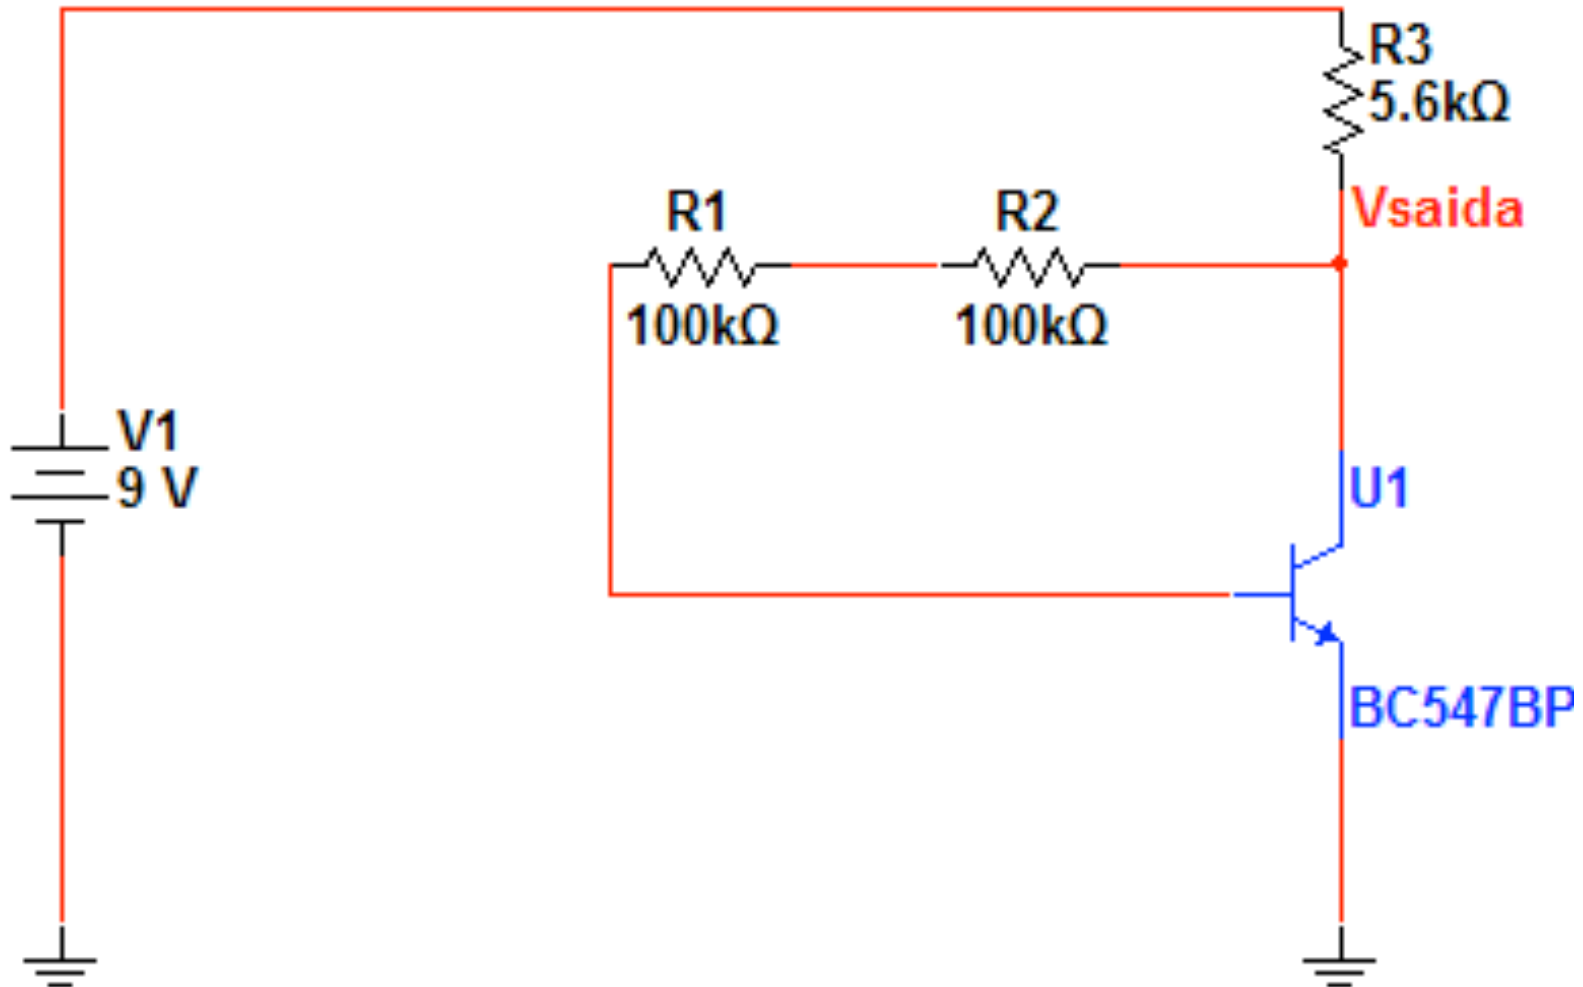 R3
5.6kΩ
Vsaida
R1
100kΩ
R2
100kΩ
V1
9 V
U1
BC547BP